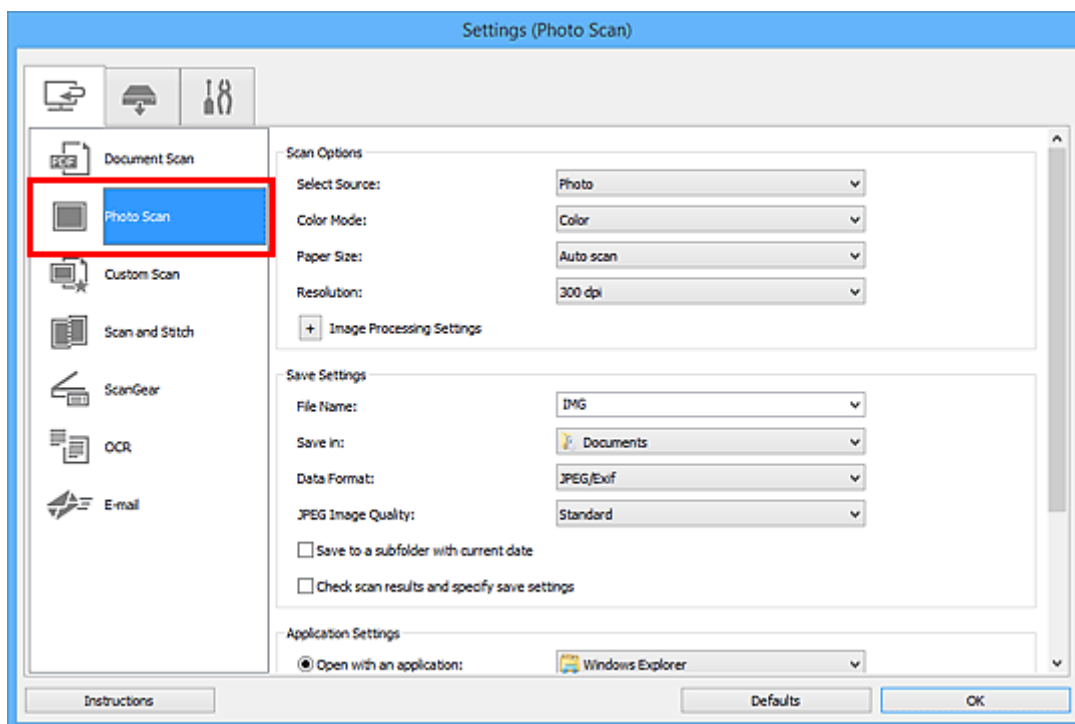 Settings (Photo Scan)
PDF
Document Scan
Photo Scan
Custom Scan
Scan and Stitch
ScanGear
OCR
E-mail
Scan Options
Select Source: Photo
Color Mode: Color
Paper Size: Auto scan
Resolution: 300 dpi
+ Image Processing Settings
Save Settings
File Name: IMG
Save in: Documents
Data Format: JPEG/Exif
JPEG Image Quality: Standard
Save to a subfolder with current date
Check scan results and specify save settings
Application Settings
Open with an application: Windows Explorer
Instructions Defaults OK